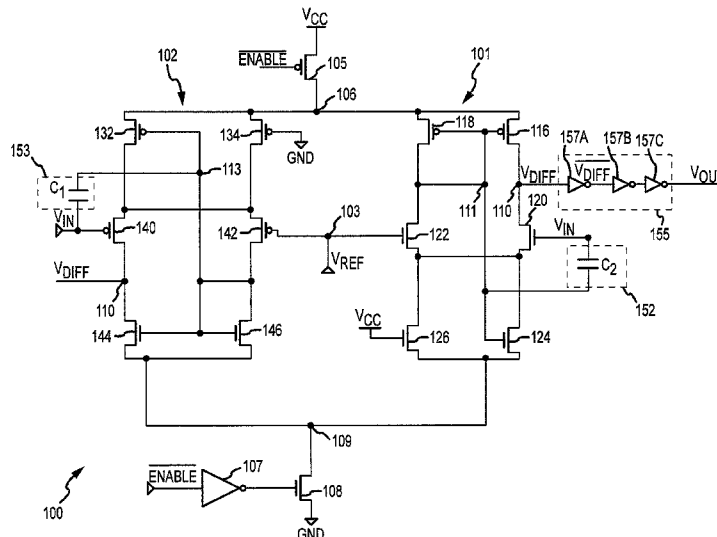 VCC
102
ENABLE
105
101
106
132
134
118
116
157A
157B
157C
GND
153
C1
113
VDIFF
VDIFF
VOU
VIN
103
111
110
120
155
140
142
122
VIN
VREF
C2
VDIFF
110
152
VCC
144
146
126
124
109
ENABLE
107
108
100
GND